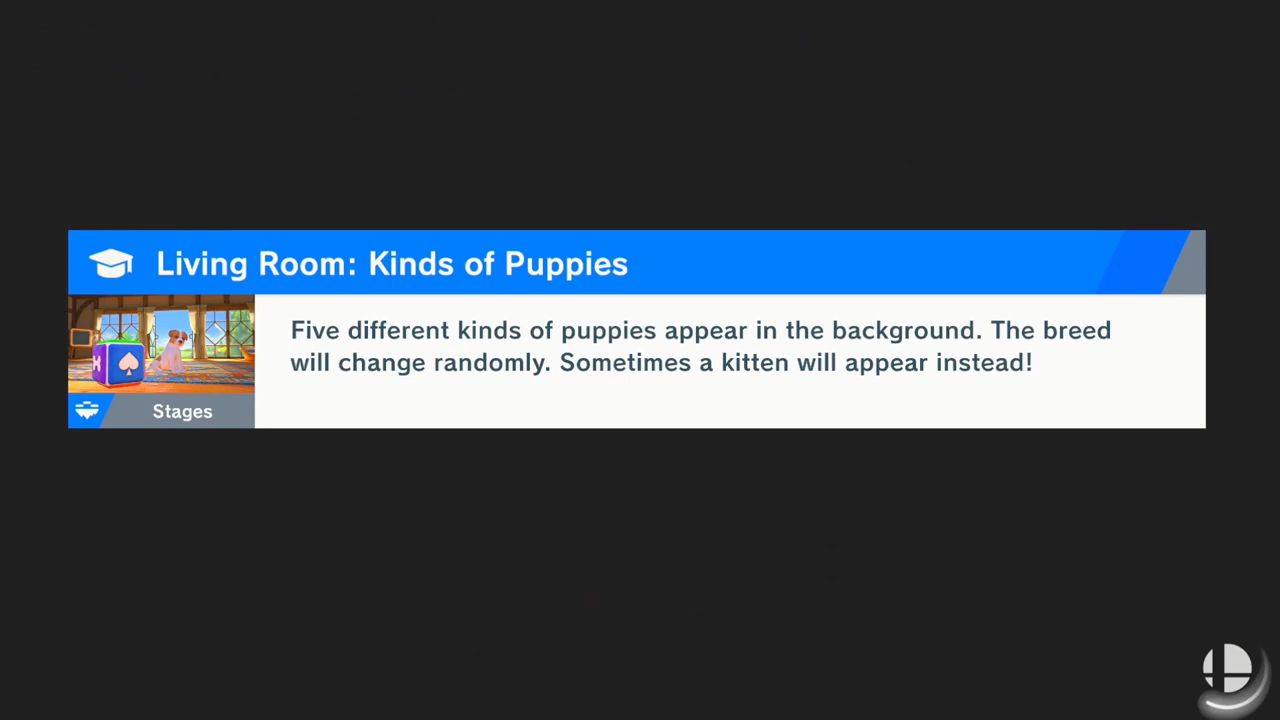 Living Room: Kinds of Puppies
Five different kinds of puppies appear in the background. The breed
will change randomly. Sometimes a kitten will appear instead!
Stages